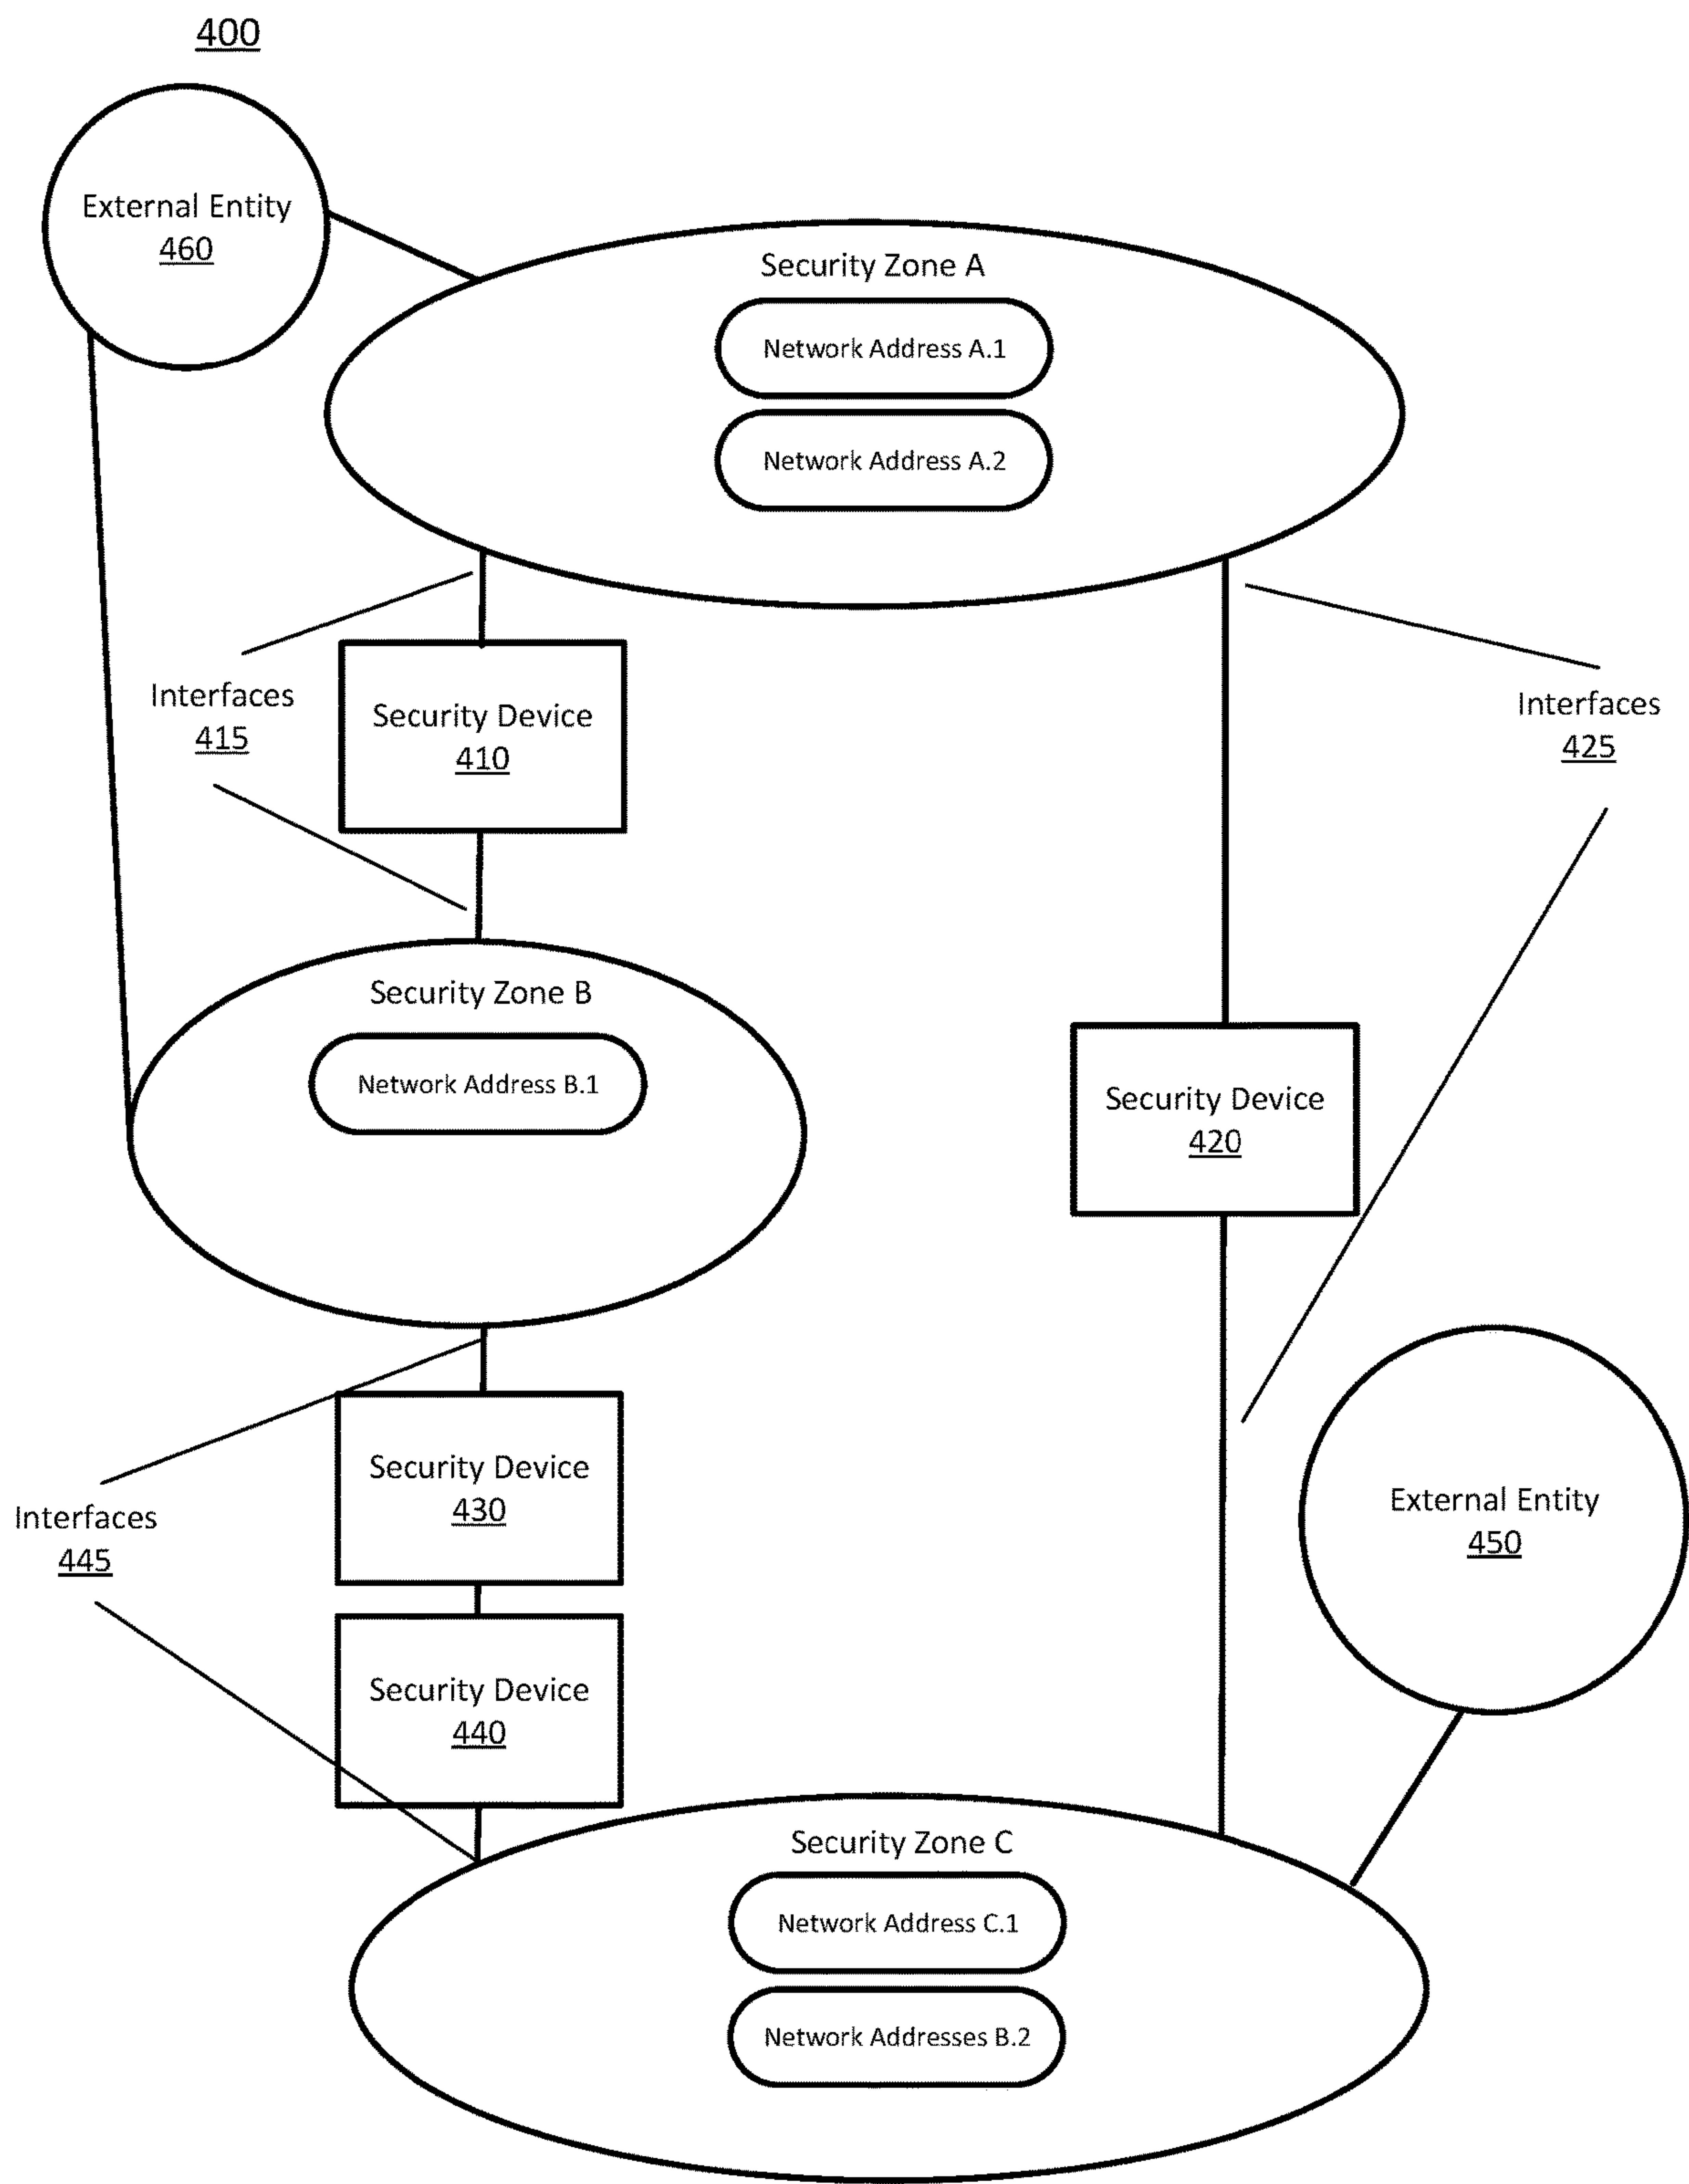 400
External Entity
460
Security Zone A
Network Address A.1
Network Address A.2
Interfaces
415
Security Device
410
Interfaces
425
Security Zone B
Network Address B.1
Security Device
420
Security Device
430
Interfaces
445
External Entity
450
Security Device
440
Security Zone C
Network Address C.1
Network Addresses B.2